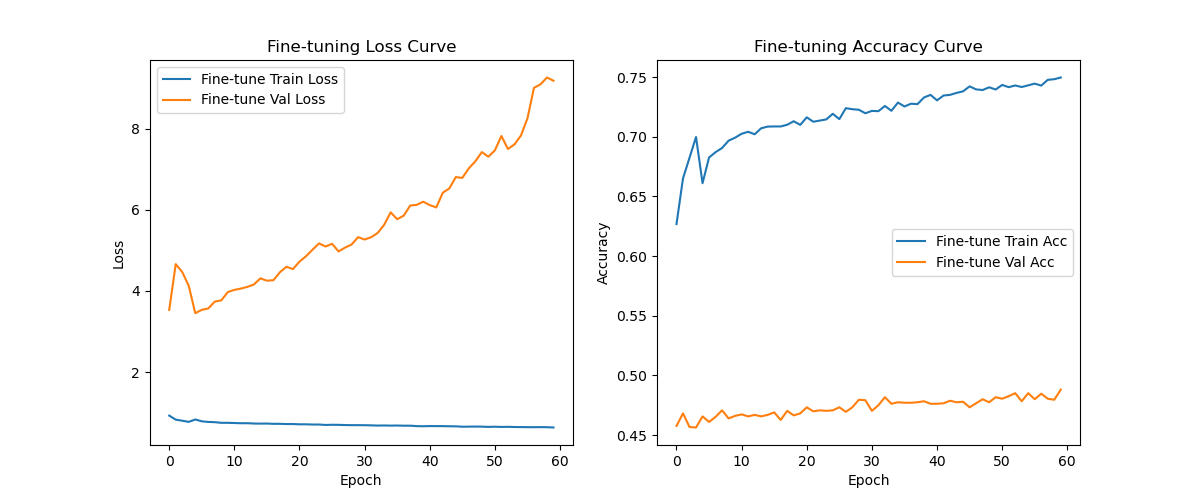 Fine-tuning Loss Curve
Fine-tune Train Loss
Fine-tune Val Loss
8
6
4
2
Loss
0 10 20 30 40 50 60
Epoch
Fine-tuning Accuracy Curve
0.75
0.70
0.65
0.60
0.55
0.50
0.45
Accuracy
Fine-tune Train Acc
Fine-tune Val Acc
0 10 20 30 40 50 60
Epoch